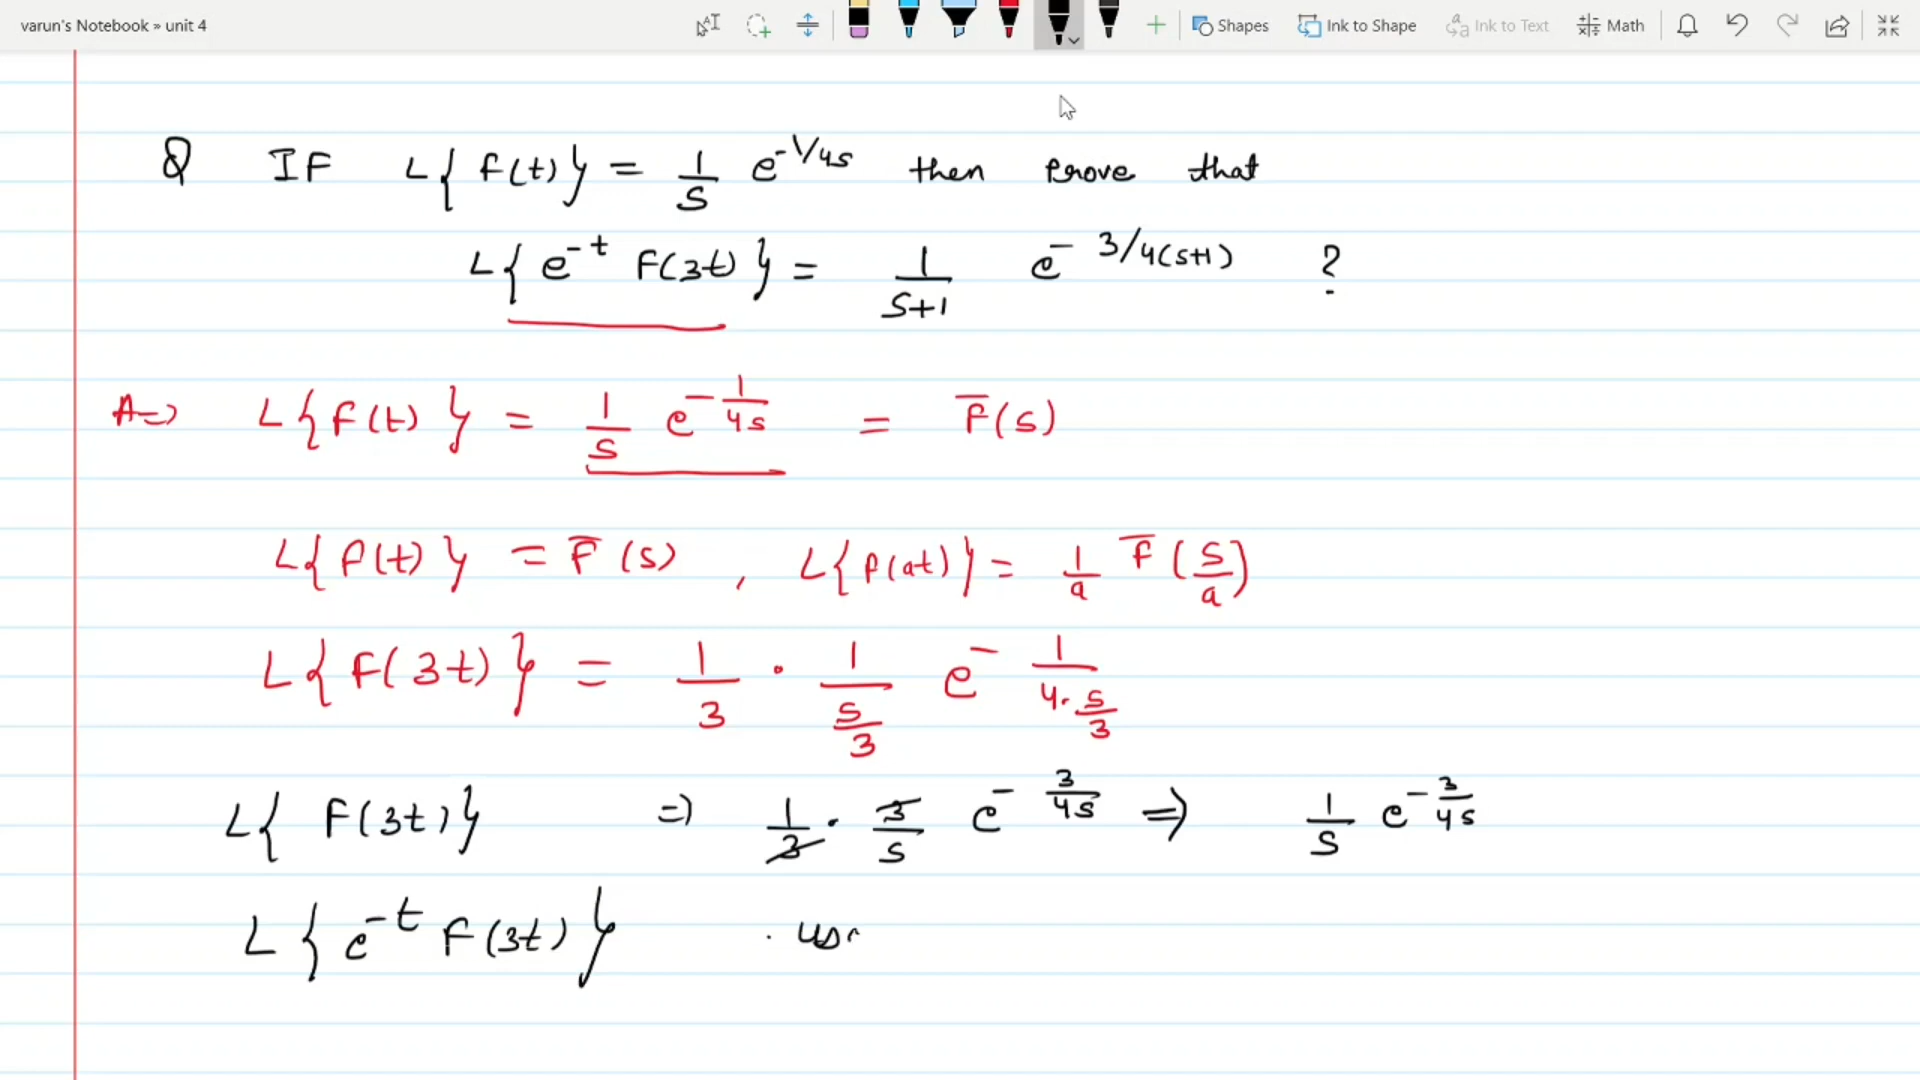 varun's Notebook » unit 4
Shapes Ink to Shape Ink to Text Math
Q IF L{f(t)} = 1/s e^-1/4s then Prove that
L{e^-t F(3t)} = 1/(s+1) e^-3/4(s+1) ?
A=> L{f(t)} = 1/s e^-1/4s = F̅(s)
L{f(t)} = F̅(s) , L{f(at)} = 1/a F̅(s/a)
L{F(3t)} = 1/3 · 1/(s/3) e^-1/(4·s/3)
L{F(3t)} => 1/3 · 3/s e^-3/4s => 1/s e^-3/4s
L{e^-t F(3t)} .